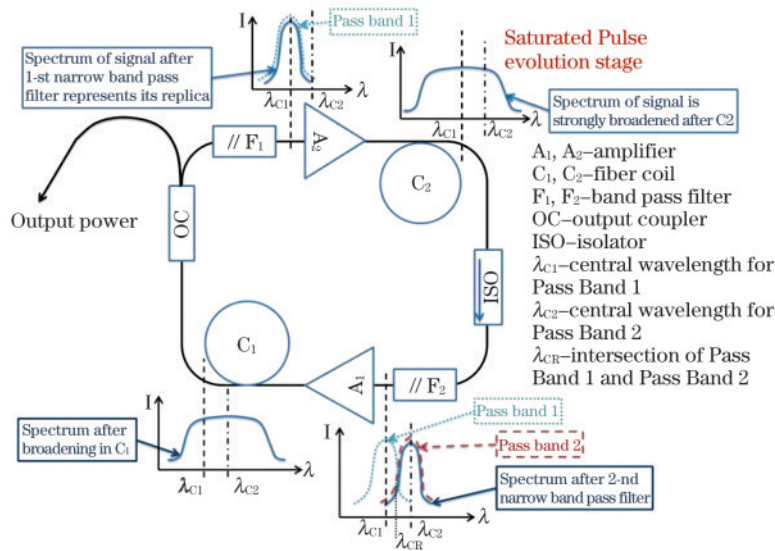 I
Pass band 1
Spectrum of signal after
1-st narrow band pass
filter represents its replica
λC1
λC2
λ
I
Saturated Pulse
evolution stage
Spectrum of signal is
strongly broadened after C2
λC1
λC2
λ
// F1
A2
C2
Output power
OC
ISO
A1, A2–amplifier
C1, C2–fiber coil
F1, F2–band pass filter
OC–output coupler
ISO–isolator
λC1–central wavelength for
Pass Band 1
λC2–central wavelength for
Pass Band 2
λCR–intersection of Pass
Band 1 and Pass Band 2
C1
A1
// F2
I
Spectrum after
broadening in C1
λC1
λC2
λ
I
Pass band 1
Pass band 2
Spectrum after 2-nd
narrow band pass filter
λC1
λCR
λC2
λ